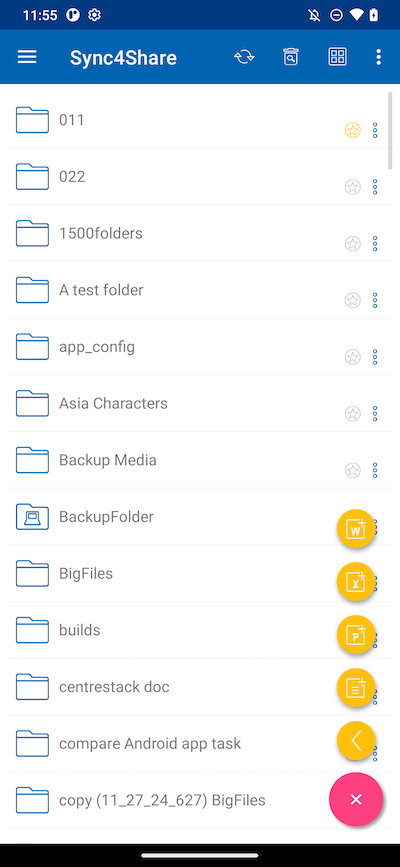 11:55
Sync4Share
011
022
1500folders
A test folder
app_config
Asia Characters
Backup Media
BackupFolder
W
BigFiles
X
builds
P
centrestack doc
compare Android app task
copy (11_27_24_627) BigFiles